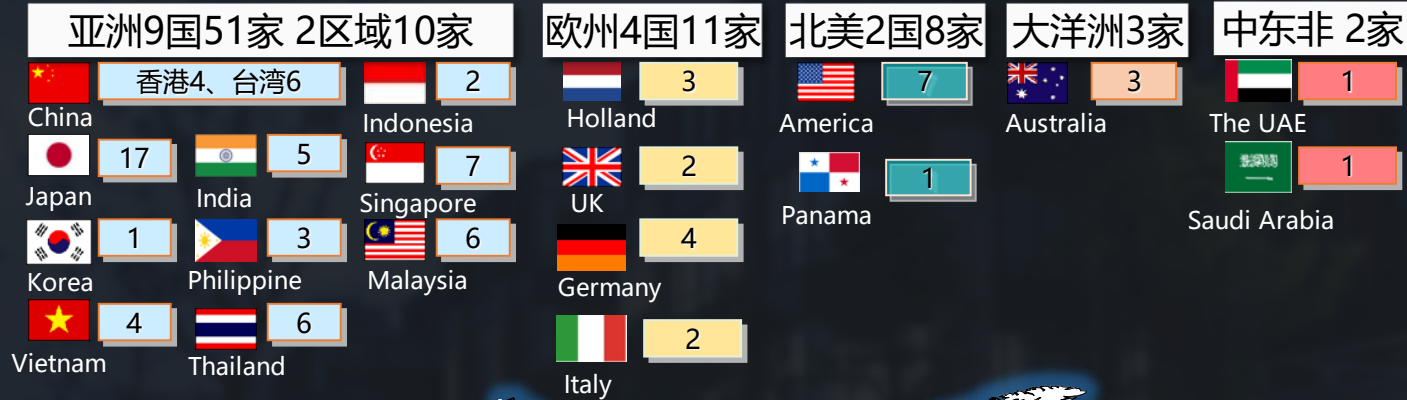 亚洲9国51家 2区域10家
香港4、台湾6
China
2
Indonesia
17
Japan
5
India
7
Singapore
1
Korea
3
Philippine
6
Malaysia
4
Vietnam
6
Thailand
欧州4国11家
3
Holland
2
UK
4
Germany
2
Italy
北美2国8家
7
America
1
Panama
大洋洲3家
3
Australia
中东非 2家
1
The UAE
1
Saudi Arabia